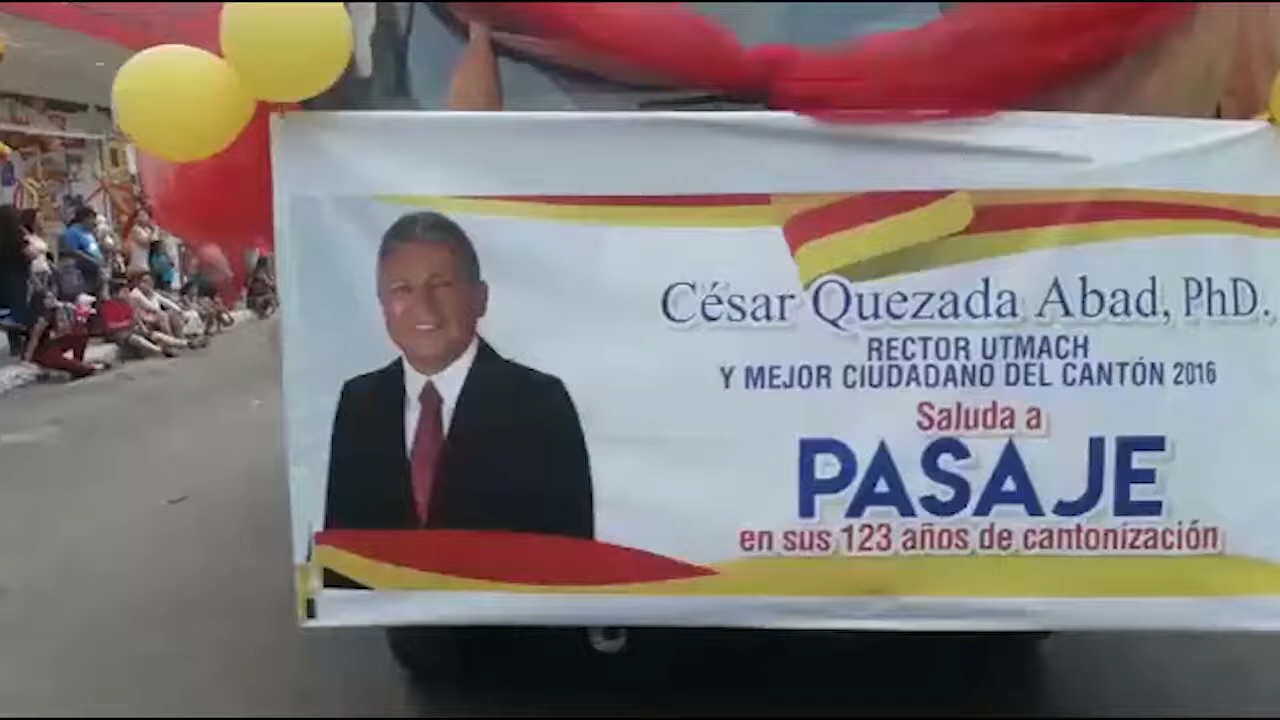 César Quezada Abad, PhD.
RECTOR UTMACH
Y MEJOR CIUDADANO DEL CANTÓN 2016
Saluda a
PASAJE
en sus 123 años de cantonización